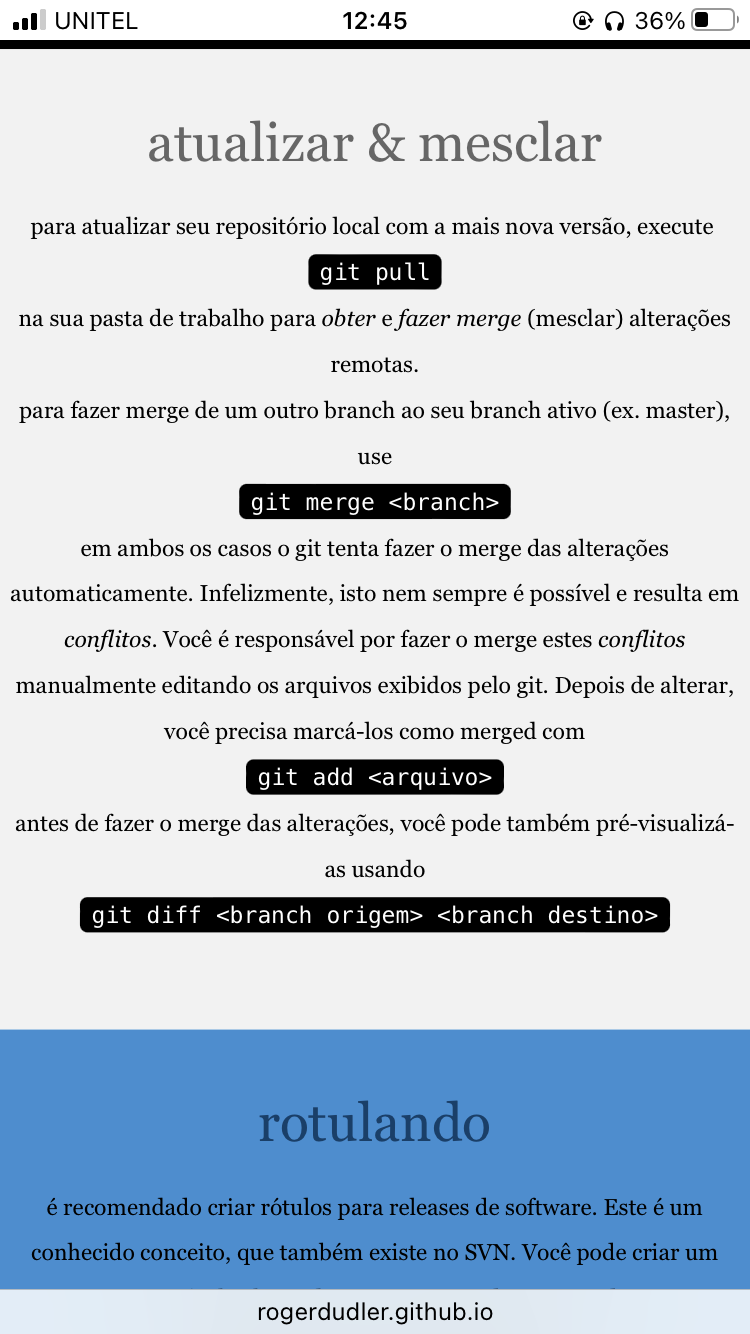 UNITEL 12:45 36%
atualizar & mesclar
para atualizar seu repositório local com a mais nova versão, execute
git pull
na sua pasta de trabalho para obter e fazer merge (mesclar) alterações
remotas.
para fazer merge de um outro branch ao seu branch ativo (ex. master),
use
git merge <branch>
em ambos os casos o git tenta fazer o merge das alterações
automaticamente. Infelizmente, isto nem sempre é possível e resulta em
conflitos. Você é responsável por fazer o merge estes conflitos
manualmente editando os arquivos exibidos pelo git. Depois de alterar,
você precisa marcá-los como merged com
git add <arquivo>
antes de fazer o merge das alterações, você pode também pré-visualizá-
as usando
git diff <branch origem> <branch destino>
rotulando
é recomendado criar rótulos para releases de software. Este é um
conhecido conceito, que também existe no SVN. Você pode criar um
rogerdudler.github.io